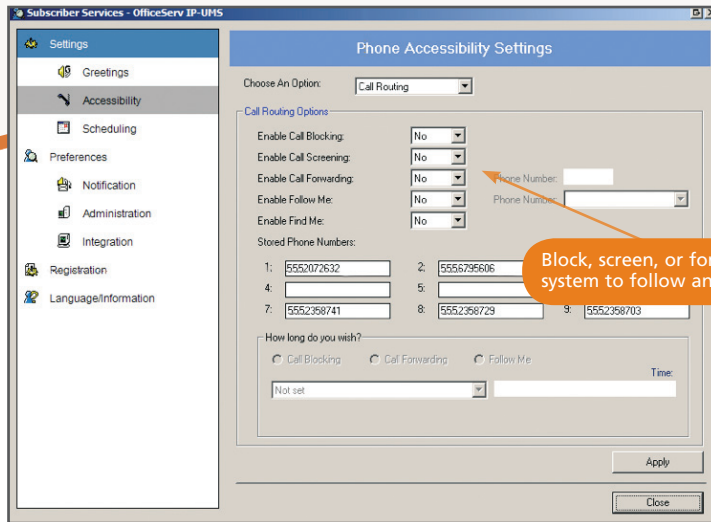 Subscriber Services - OfficeServ IP-UMS
Settings
Greetings
Accessibility
Scheduling
Preferences
Notification
Administration
Integration
Registration
Language/Information
Phone Accessibility Settings
Choose An Option: Call Routing
Call Routing Options
Enable Call Blocking: No
Enable Call Screening: No
Enable Call Forwarding: No Phone Number:
Enable Follow Me: No Phone Number:
Enable Find Me: No
Stored Phone Numbers:
Block, screen, or for
system to follow an
1: 5552072632 2: 5556795606
4: 5:
7: 5552358741 8: 5552358729 9: 5552358703
How long do you wish?
Call Blocking Call Forwarding Follow Me
Time:
Not set
Apply
Close